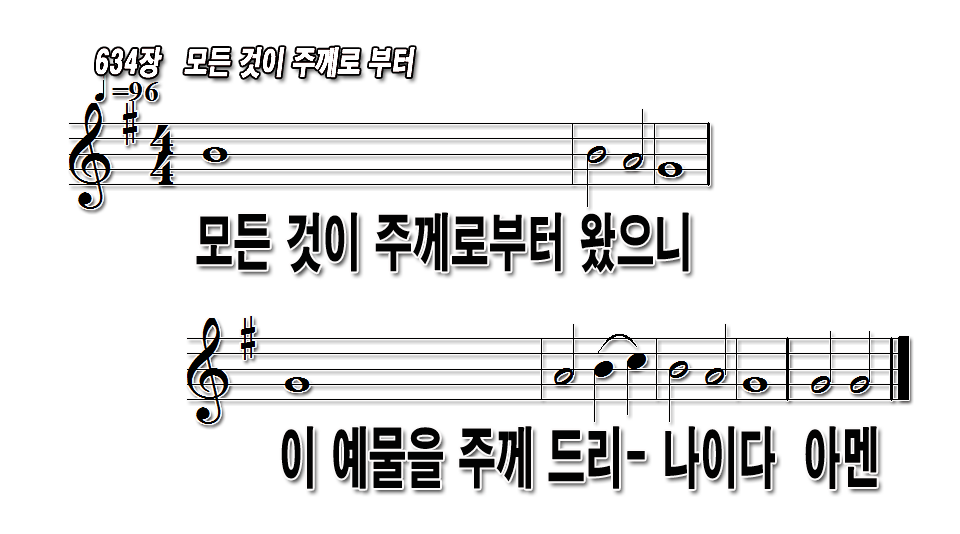 634장 모든 것이 주께로 부터
♩=96
4
4
모든 것이 주께로부터 왔으니
이 예물을 주께 드리- 나이다 아멘